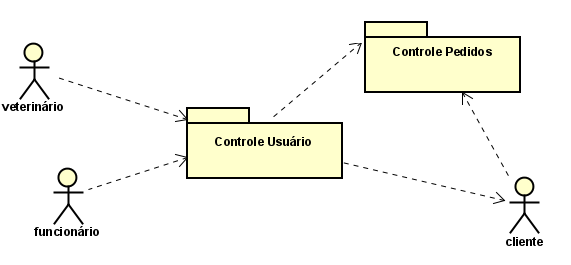 Controle Pedidos
veterinário
Controle Usuário
funcionário
cliente